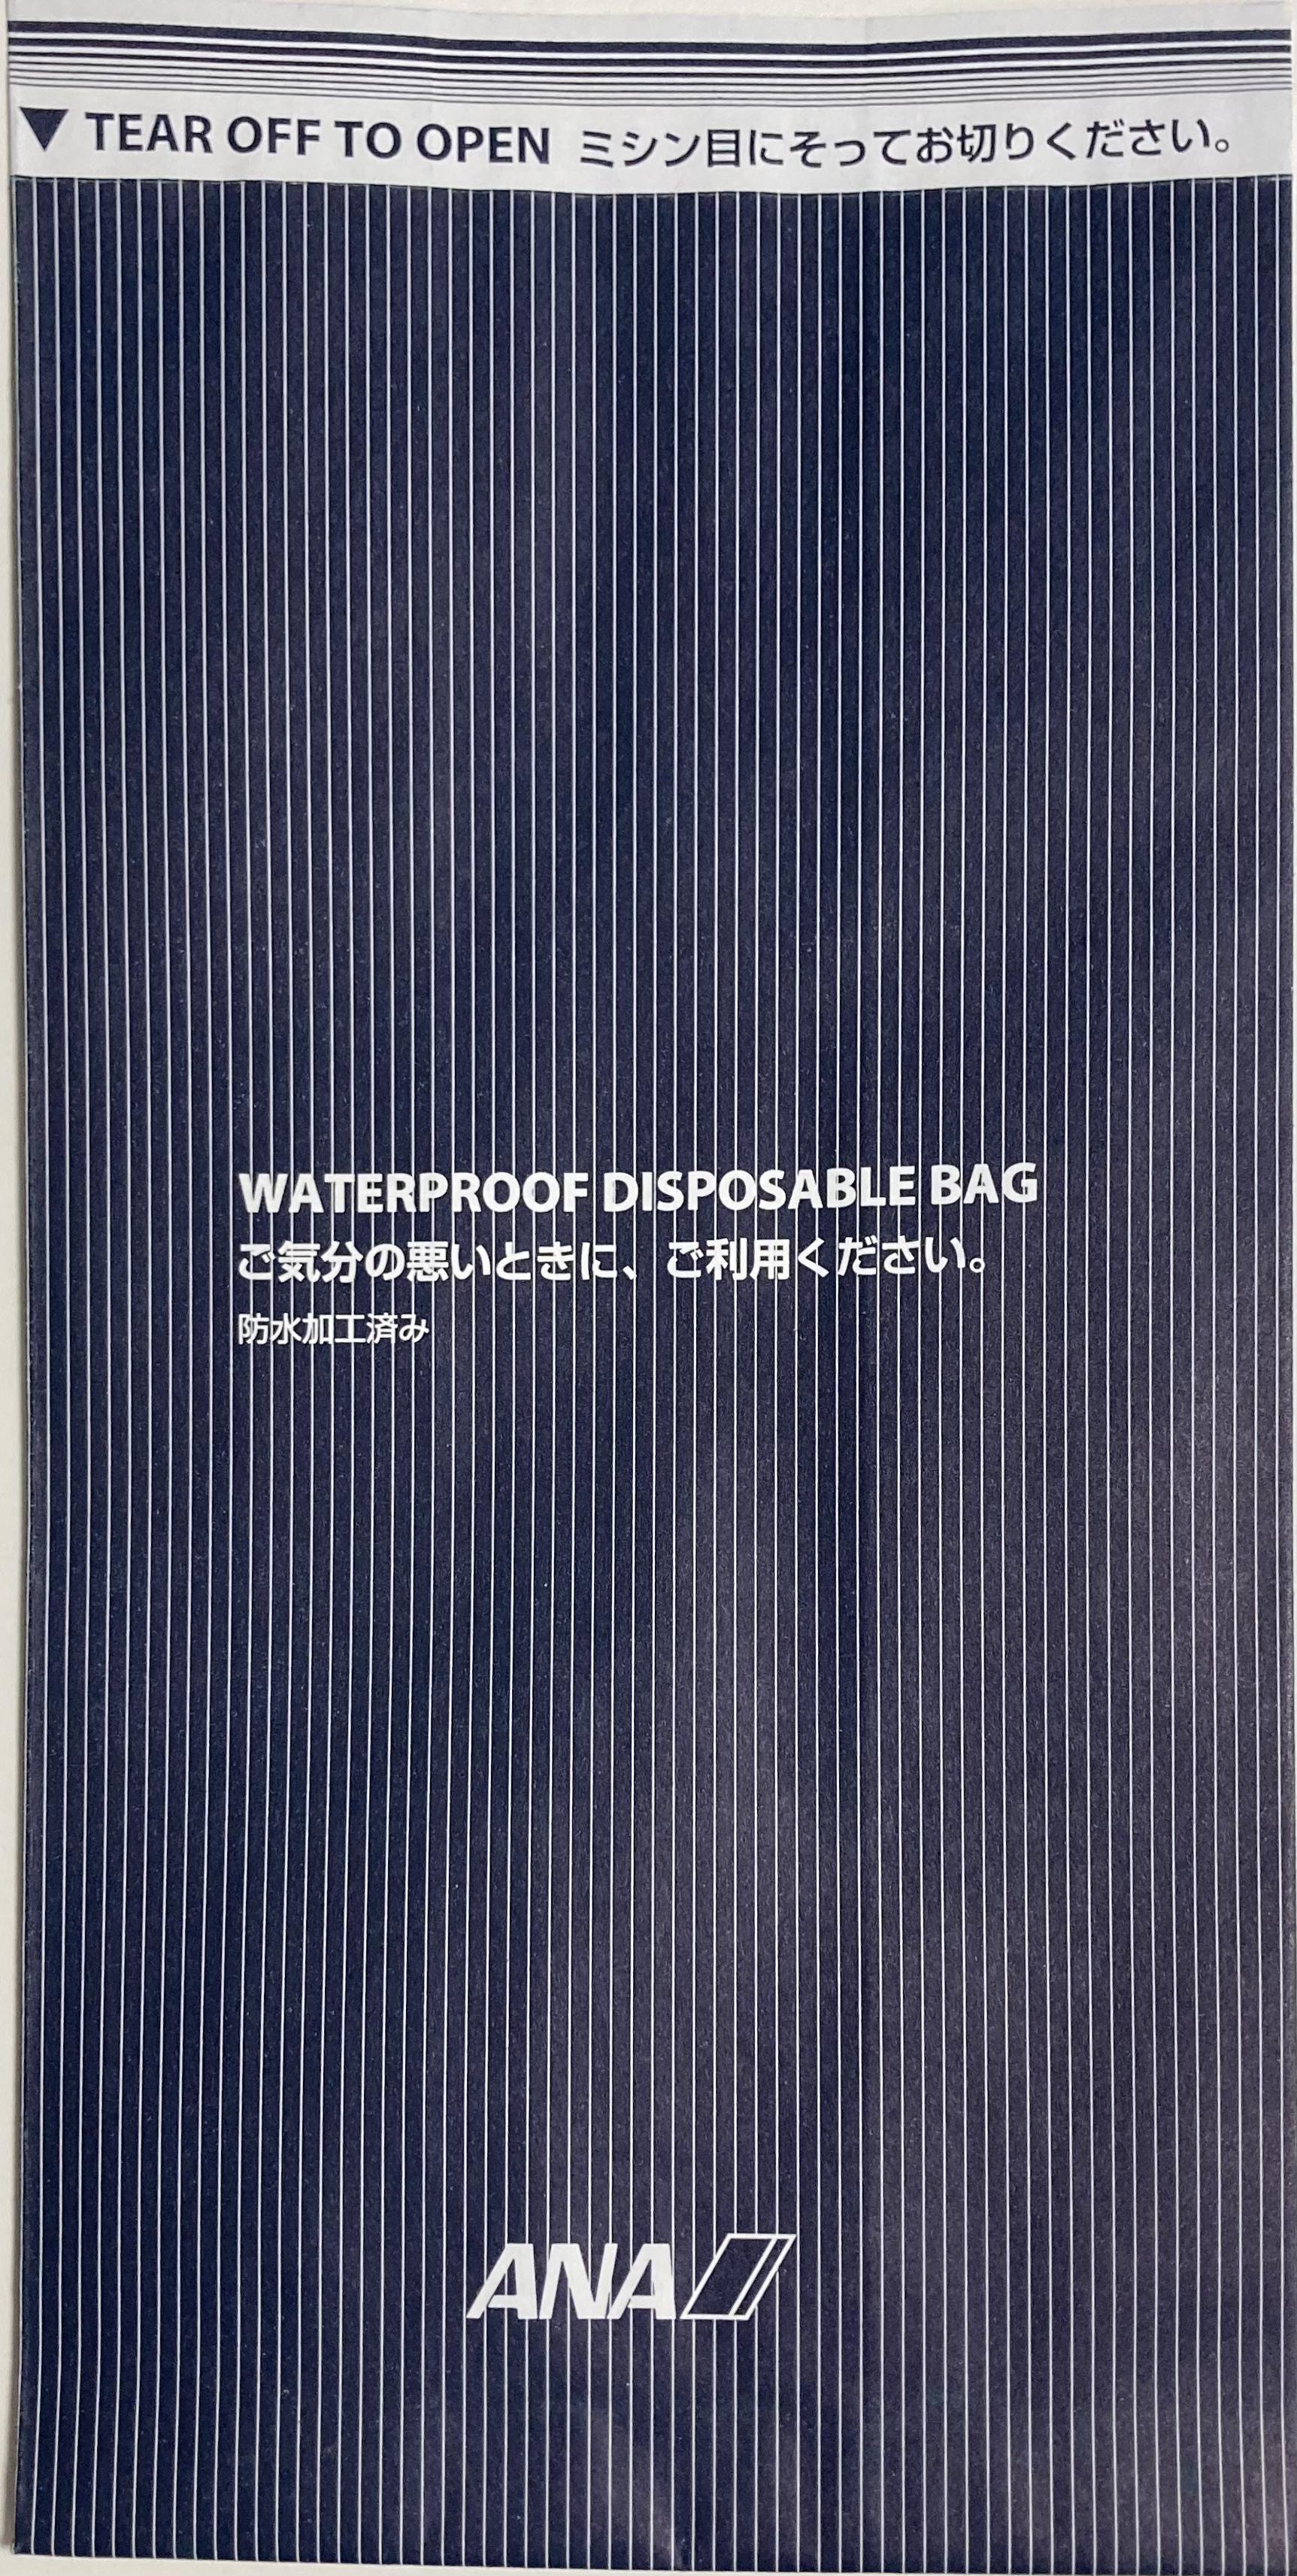 ▼ TEAR OFF TO OPEN ミシン目にそってお切りください。
WATERPROOF DISPOSABLE BAG
ご気分の悪いときに、ご利用ください。
防水加工済み
ANA